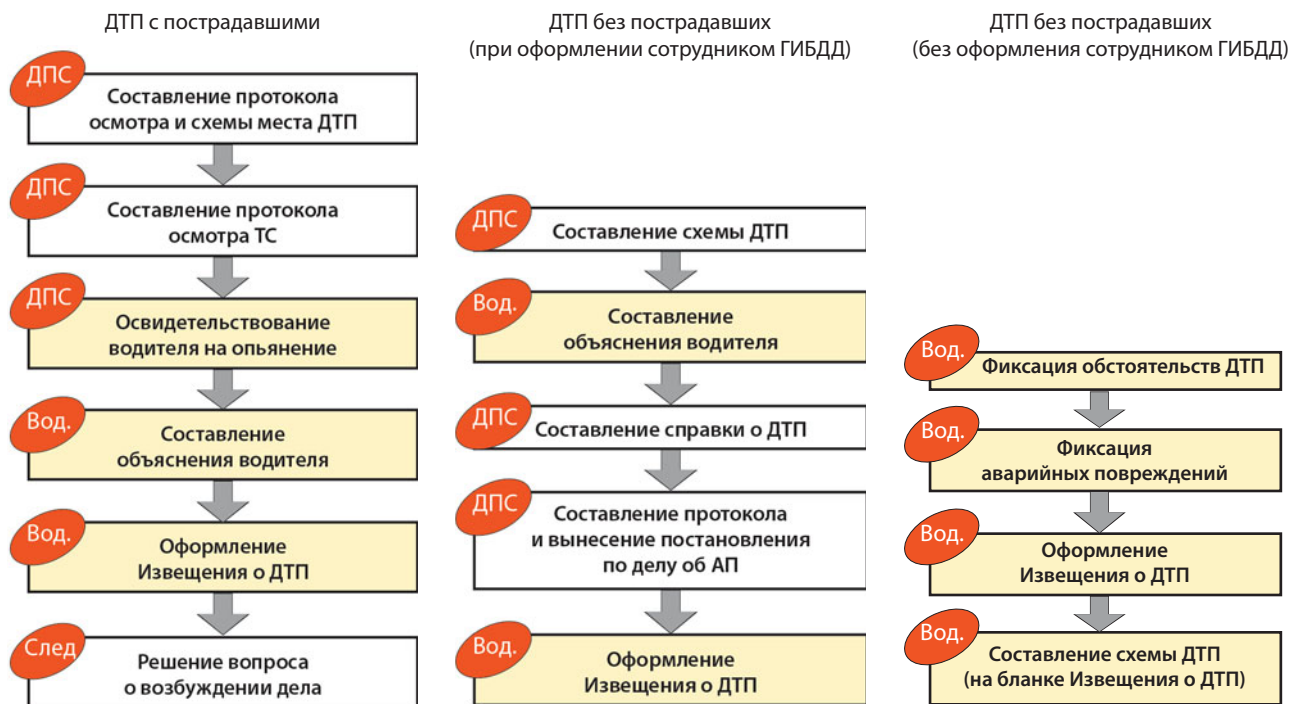 ДТП с пострадавшими
ДПС
Составление протокола
осмотра и схемы места ДТП
ДПС
Составление протокола
осмотра ТС
ДПС
Освидетельствование
водителя на опьянение
Вод.
Составление
объяснения водителя
Вод.
Оформление
Извещения о ДТП
След
Решение вопроса
о возбуждении дела
ДТП без пострадавших
(при оформлении сотрудником ГИБДД)
ДПС
Составление схемы ДТП
Вод.
Составление
объяснения водителя
ДПС
Составление справки о ДТП
ДПС
Составление протокола
и вынесение постановления
по делу об АП
Вод.
Оформление
Извещения о ДТП
ДТП без пострадавших
(без оформления сотрудником ГИБДД)
Вод.
Фиксация обстоятельств ДТП
Вод.
Фиксация
аварийных повреждений
Вод.
Оформление
Извещения о ДТП
Вод.
Составление схемы ДТП
(на бланке Извещения о ДТП)